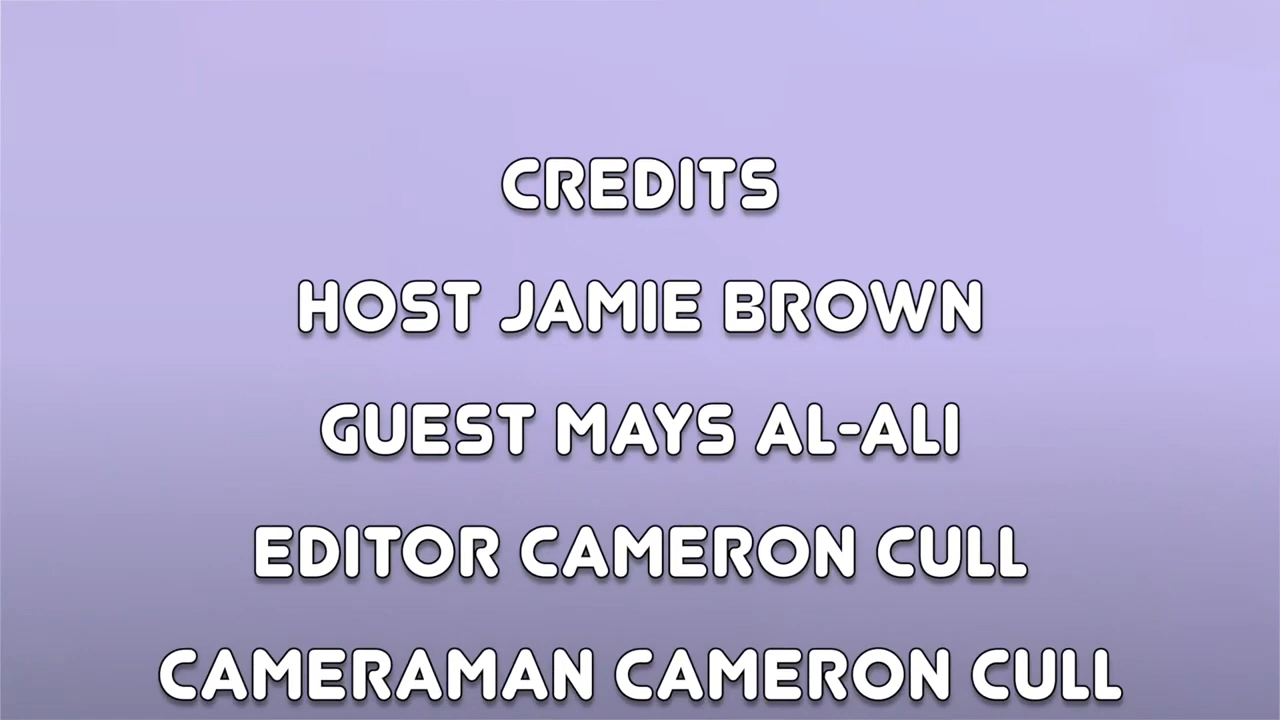 CREDITS
HOST JAMIE BROWN
GUEST MAYS AL-ALI
EDITOR CAMERON CULL
CAMERAMAN CAMERON CULL